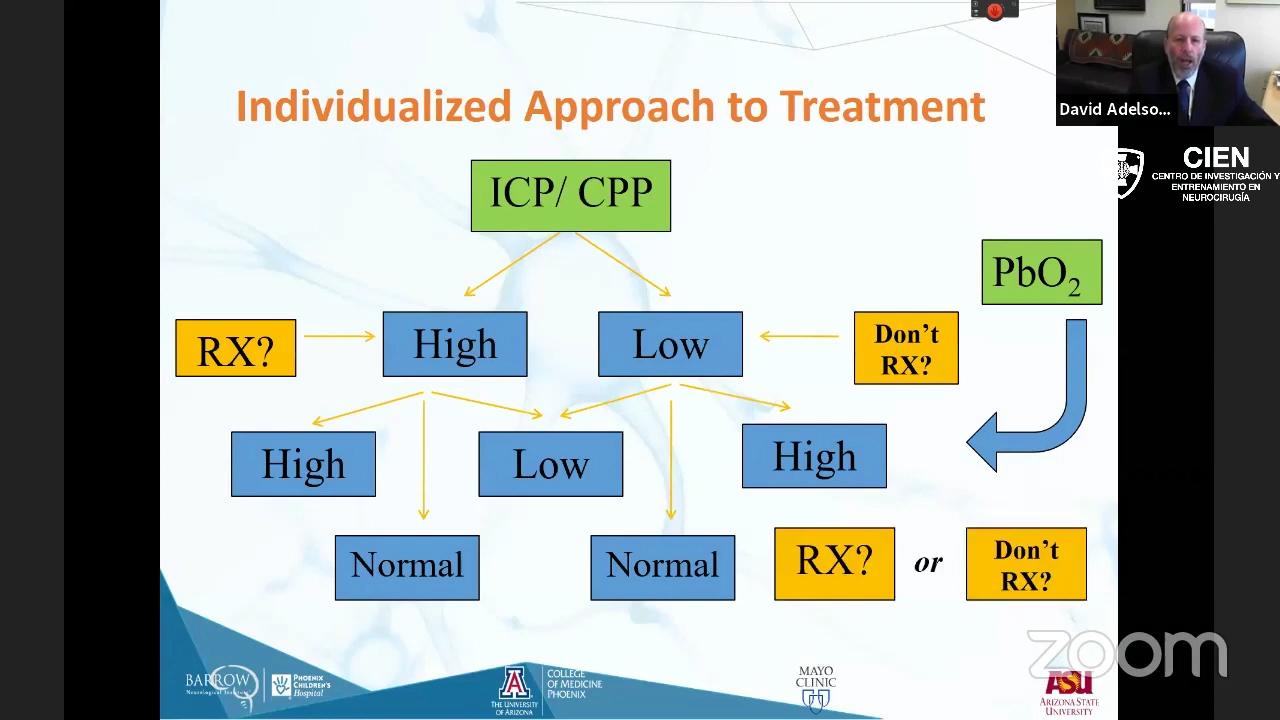 Individualized Approach to Treatment
David Adelso...
CIEN
CENTRO DE INVESTIGACIÓN Y
ENTRENAMIENTO EN
NEUROCIRUGÍA
ICP/ CPP
PbO₂
RX?
High
Low
Don't
RX?
High
Low
High
Normal
Normal
RX?
or
Don't
RX?
zoom
BARROW
Neurological Institute
PHOENIX
CHILDREN'S
Hospital
THE UNIVERSITY
OF ARIZONA
COLLEGE
OF MEDICINE
PHOENIX
MAYO
CLINIC
ASU
ARIZONA STATE
UNIVERSITY